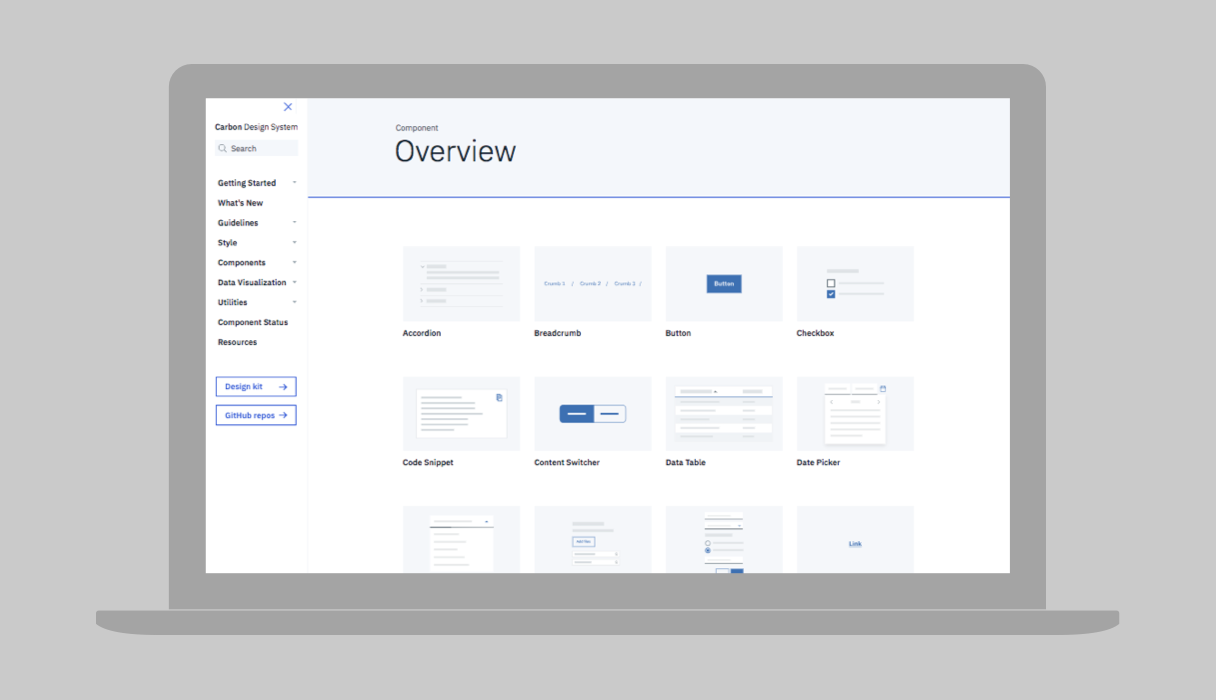 Carbon Design System
Search
Getting Started
What's New
Guidelines
Style
Components
Data Visualization
Utilities
Component Status
Resources
Design kit
GitHub repos
Component
Overview
Crumb 1 / Crumb 2 / Crumb 3 /
Button
Accordion
Breadcrumb
Button
Checkbox
Code Snippet
Content Switcher
Data Table
Date Picker
Link